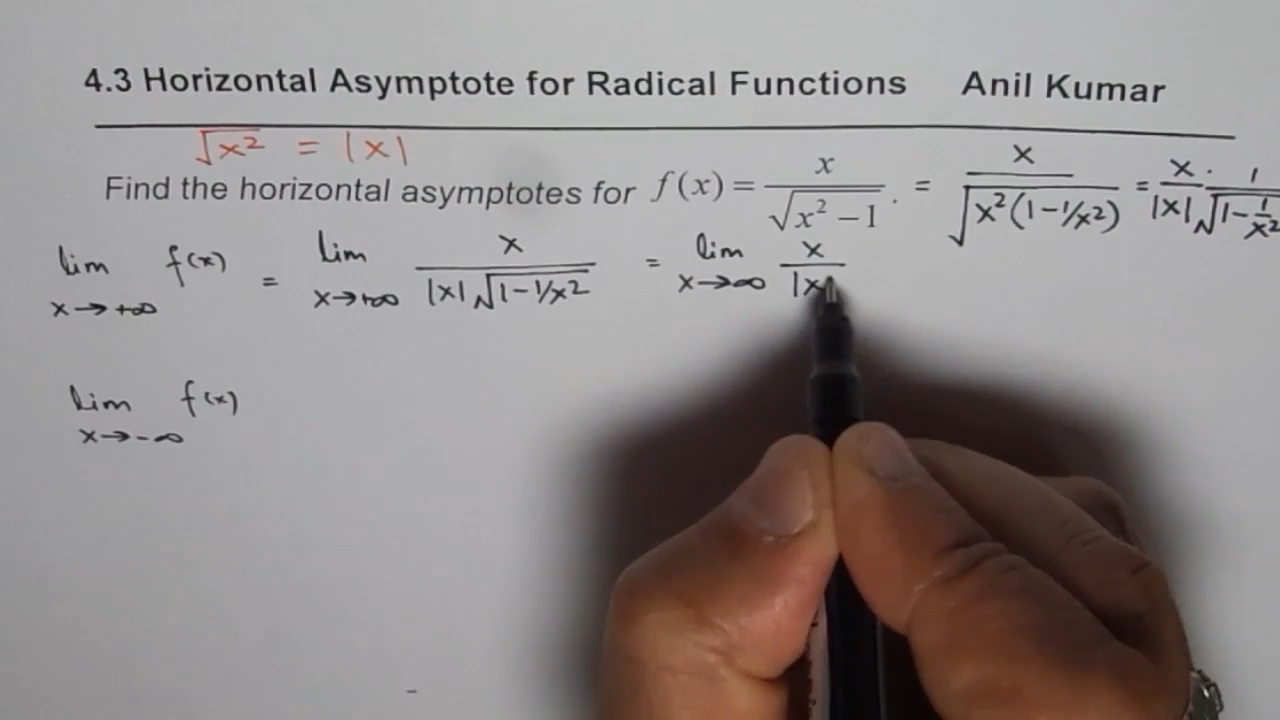 4.3 Horizontal Asymptote for Radical Functions Anil Kumar
√x² = |x|
Find the horizontal asymptotes for f(x) = x/√(x² − 1). = x/√(x²(1 − 1/x²)) = x/|x| · 1/√(1 − 1/x²)
lim x→+∞ f(x) = lim x→+∞ x/(|x|√(1 − 1/x²)) = lim x→∞ x/|x
lim x→−∞ f(x)